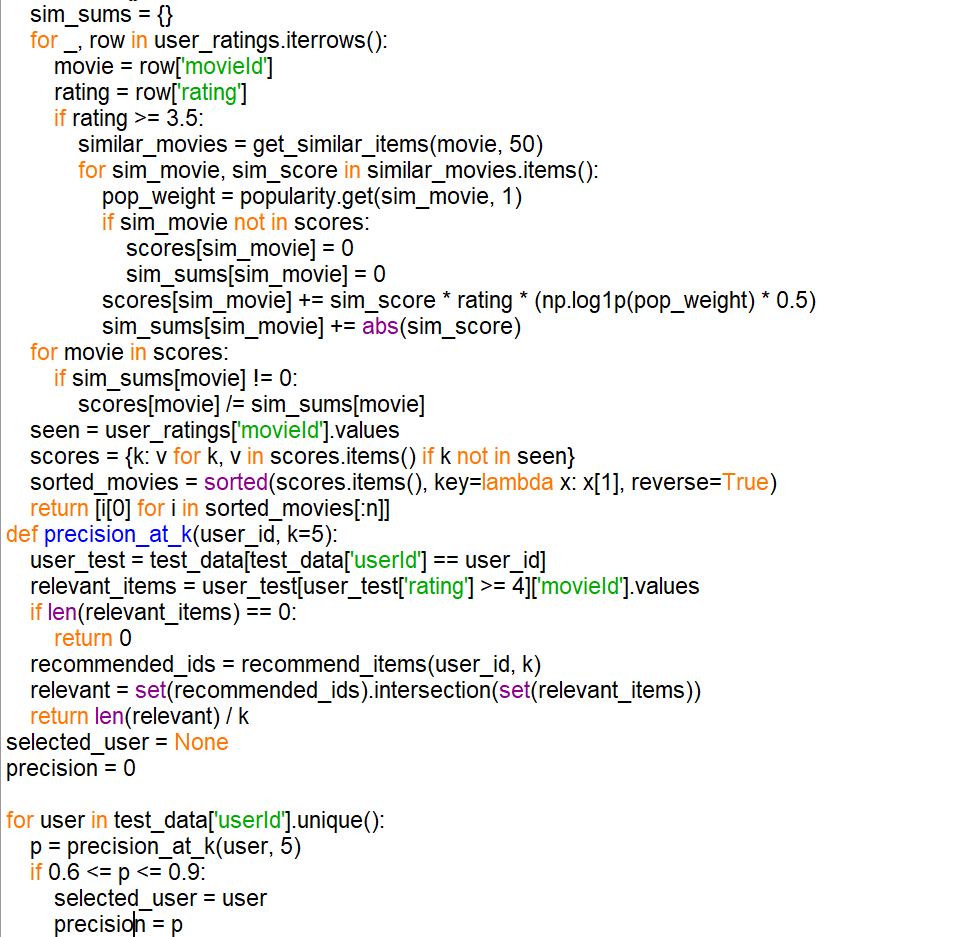 sim_sums = {}
for _, row in user_ratings.iterrows():
movie = row['movieId']
rating = row['rating']
if rating >= 3.5:
similar_movies = get_similar_items(movie, 50)
for sim_movie, sim_score in similar_movies.items():
pop_weight = popularity.get(sim_movie, 1)
if sim_movie not in scores:
scores[sim_movie] = 0
sim_sums[sim_movie] = 0
scores[sim_movie] += sim_score * rating * (np.log1p(pop_weight) * 0.5)
sim_sums[sim_movie] += abs(sim_score)
for movie in scores:
if sim_sums[movie] != 0:
scores[movie] /= sim_sums[movie]
seen = user_ratings['movieId'].values
scores = {k: v for k, v in scores.items() if k not in seen}
sorted_movies = sorted(scores.items(), key=lambda x: x[1], reverse=True)
return [i[0] for i in sorted_movies[:n]]
def precision_at_k(user_id, k=5):
user_test = test_data[test_data['userId'] == user_id]
relevant_items = user_test[user_test['rating'] >= 4]['movieId'].values
if len(relevant_items) == 0:
return 0
recommended_ids = recommend_items(user_id, k)
relevant = set(recommended_ids).intersection(set(relevant_items))
return len(relevant) / k
selected_user = None
precision = 0
for user in test_data['userId'].unique():
p = precision_at_k(user, 5)
if 0.6 <= p <= 0.9:
selected_user = user
precision = p